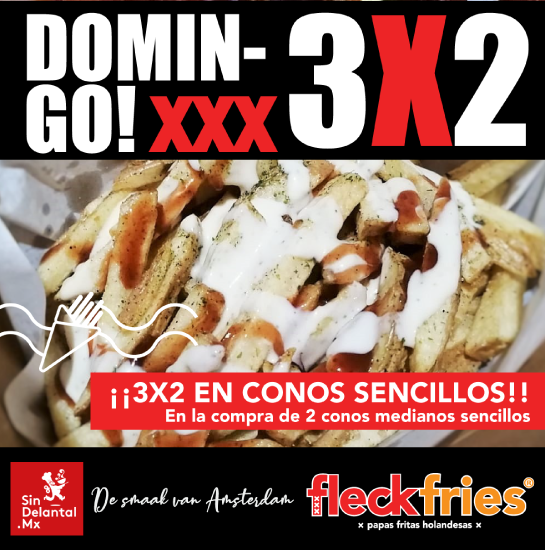 DOMIN-
GO! xxx 3X2
¡¡3X2 EN CONOS SENCILLOS!!
En la compra de 2 conos medianos sencillos
Sin
Delantal
.Mx
De smaak van Amsterdam
xxx fleckfries
x papas fritas holandesas x